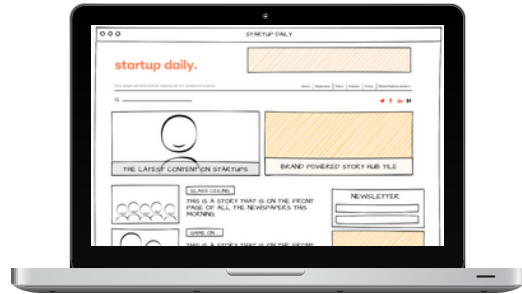 STARTUP DAILY
startup daily.
THE LATEST CONTENT ON STARTUPS
BRAND POWERED STORY HUB TILE
GLASS CEILING
THIS IS A STORY THAT IS ON THE FRONT
PAGE OF ALL THE NEWSPAPERS THIS
MORNING
NEWSLETTER
GAME ON
THIS IS A STORY THAT IS ON THE FRONT